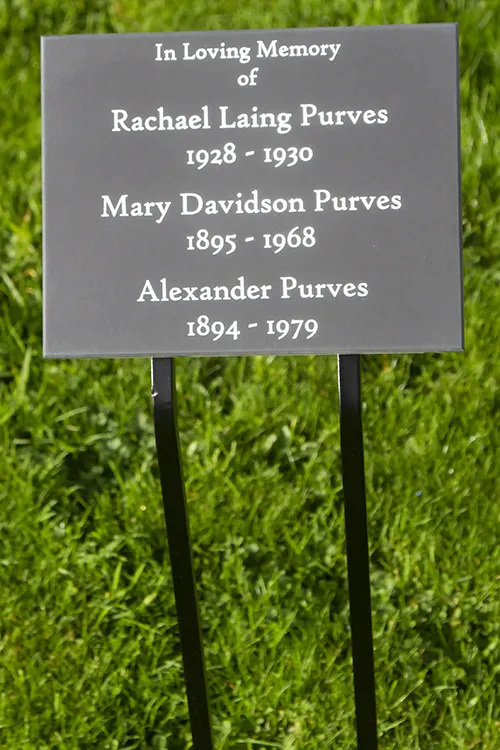 In Loving Memory
of
Rachael Laing Purves
1928 - 1930
Mary Davidson Purves
1895 - 1968
Alexander Purves
1894 - 1979